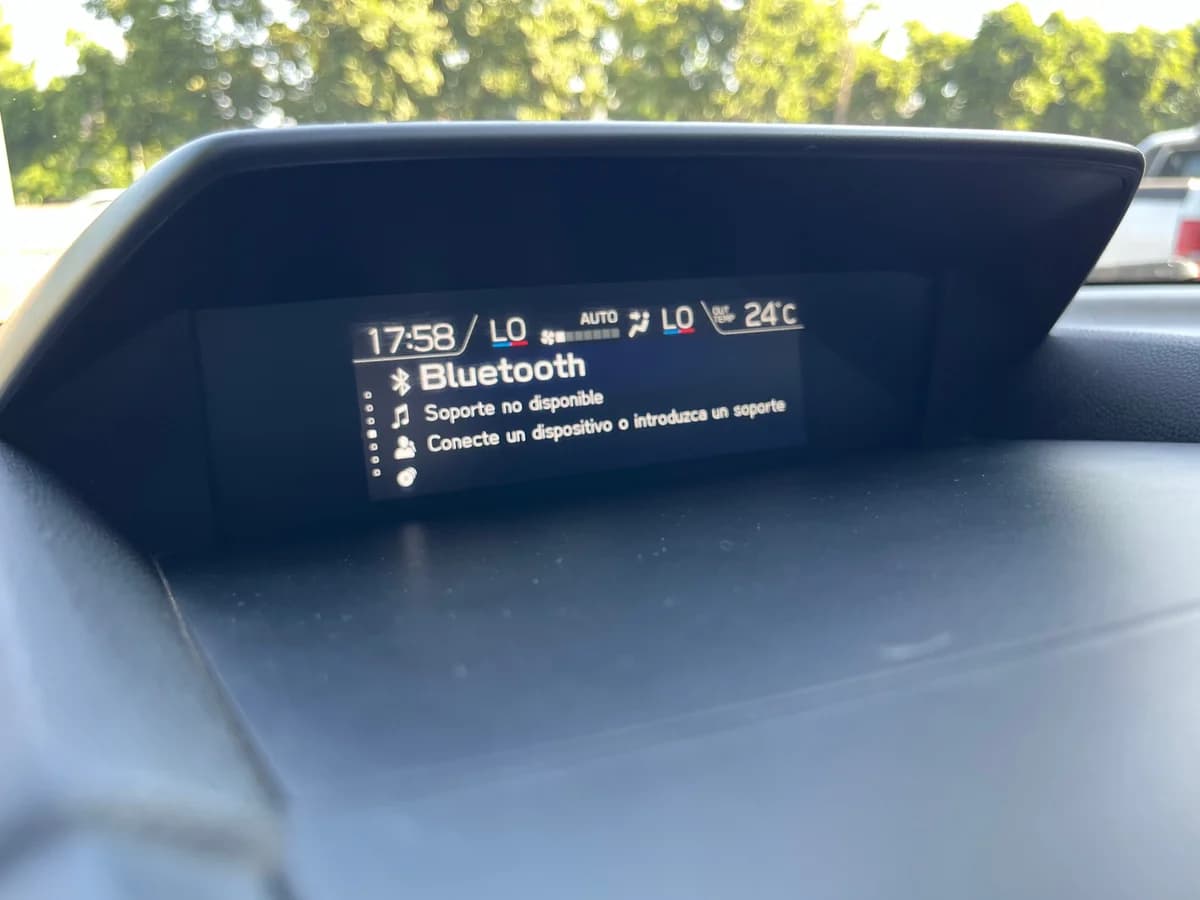 17:58 LO AUTO LO OUT TEMP 24°C
Bluetooth
Soporte no disponible
Conecte un dispositivo o introduzca un soporte